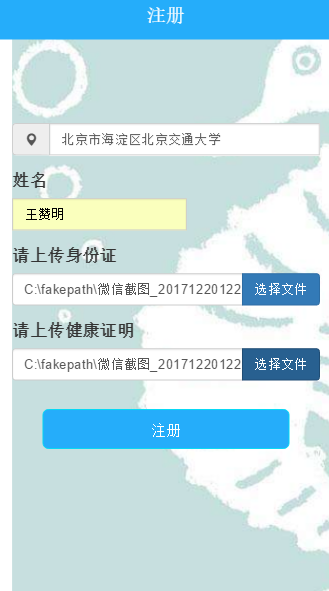 注册
北京市海淀区北京交通大学
姓名
王赞明
请上传身份证
C:\fakepath\微信截图_20171220122 选择文件
请上传健康证明
C:\fakepath\微信截图_20171220122 选择文件
注册